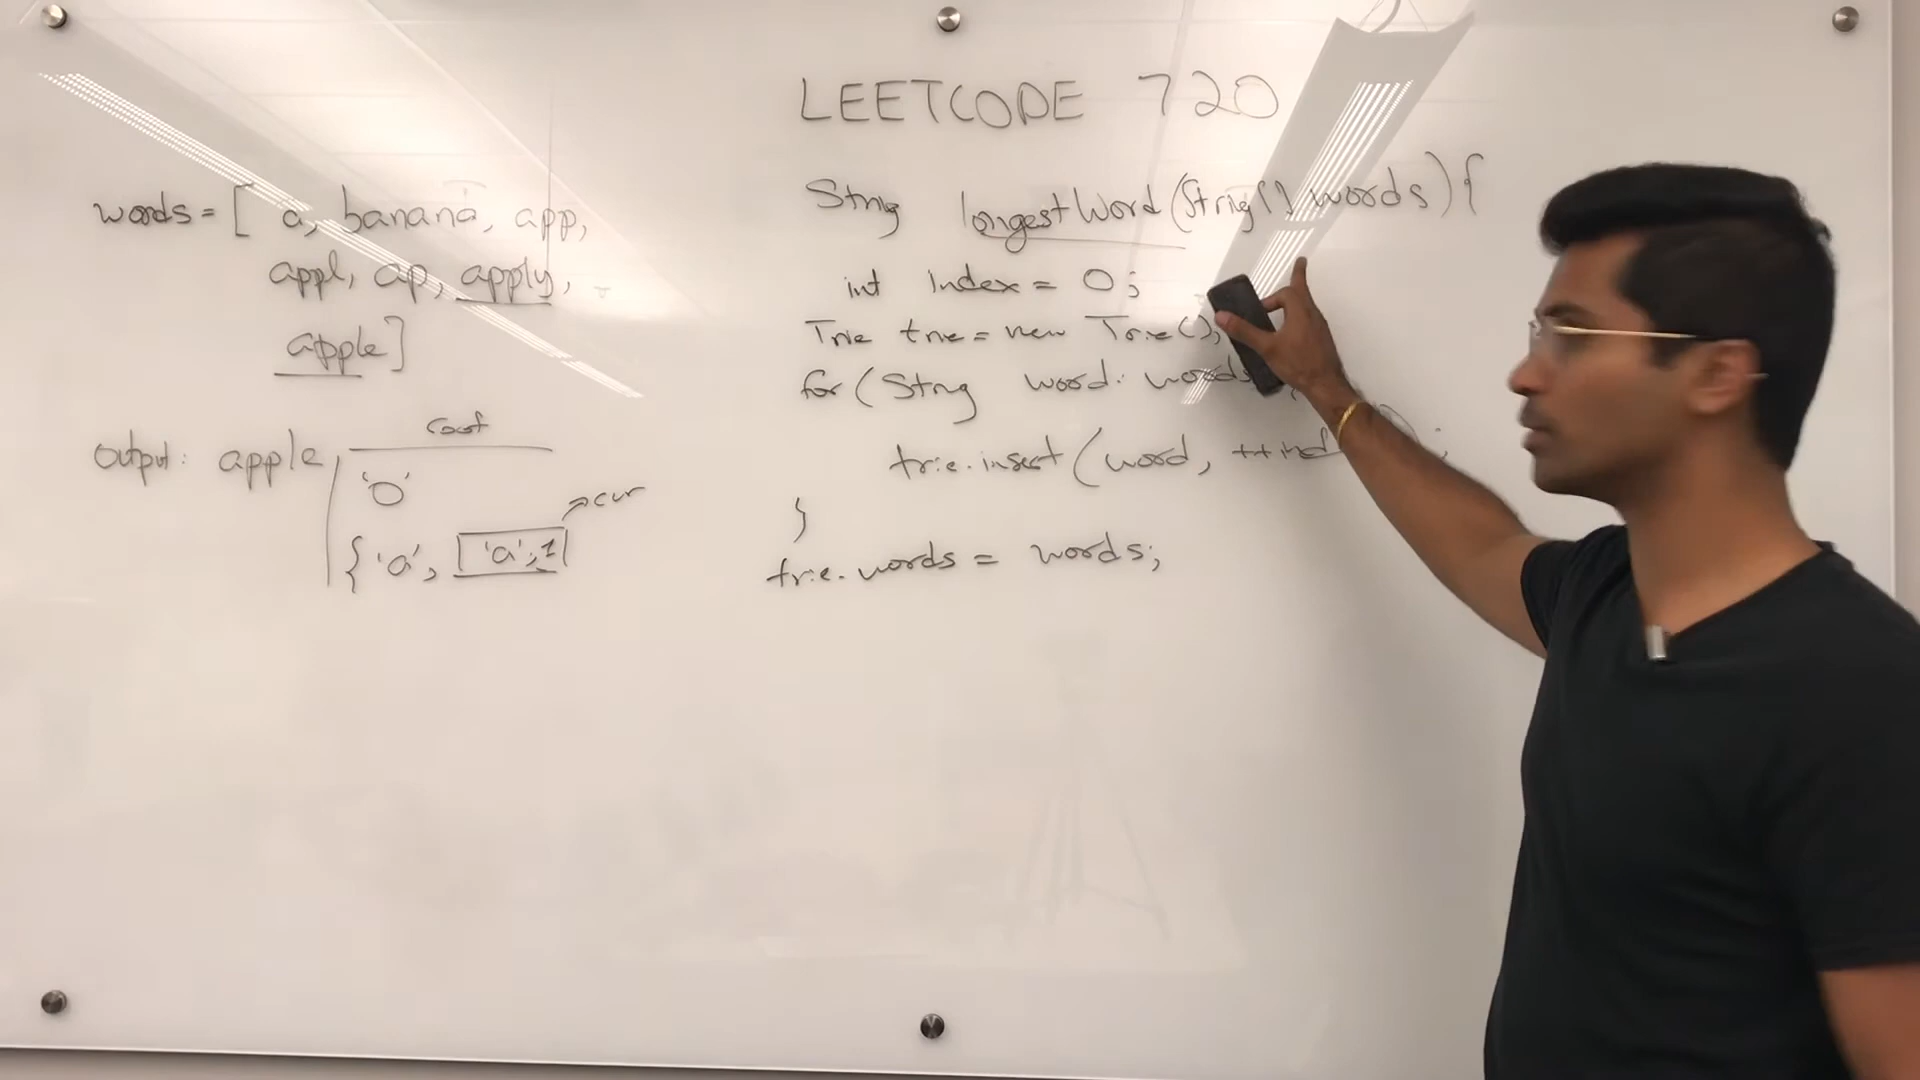 LEETCODE 720
words = [ a, banana, app,
appl, ap, apply,
apple]
output: apple
root
'0'
{'a', 'a', 1
cur
String longestWord(String[] words){
int index = 0;
Trie trie = new Trie();
for (String word: words
trie.insert (word, ++ind
}
trie.words = words;